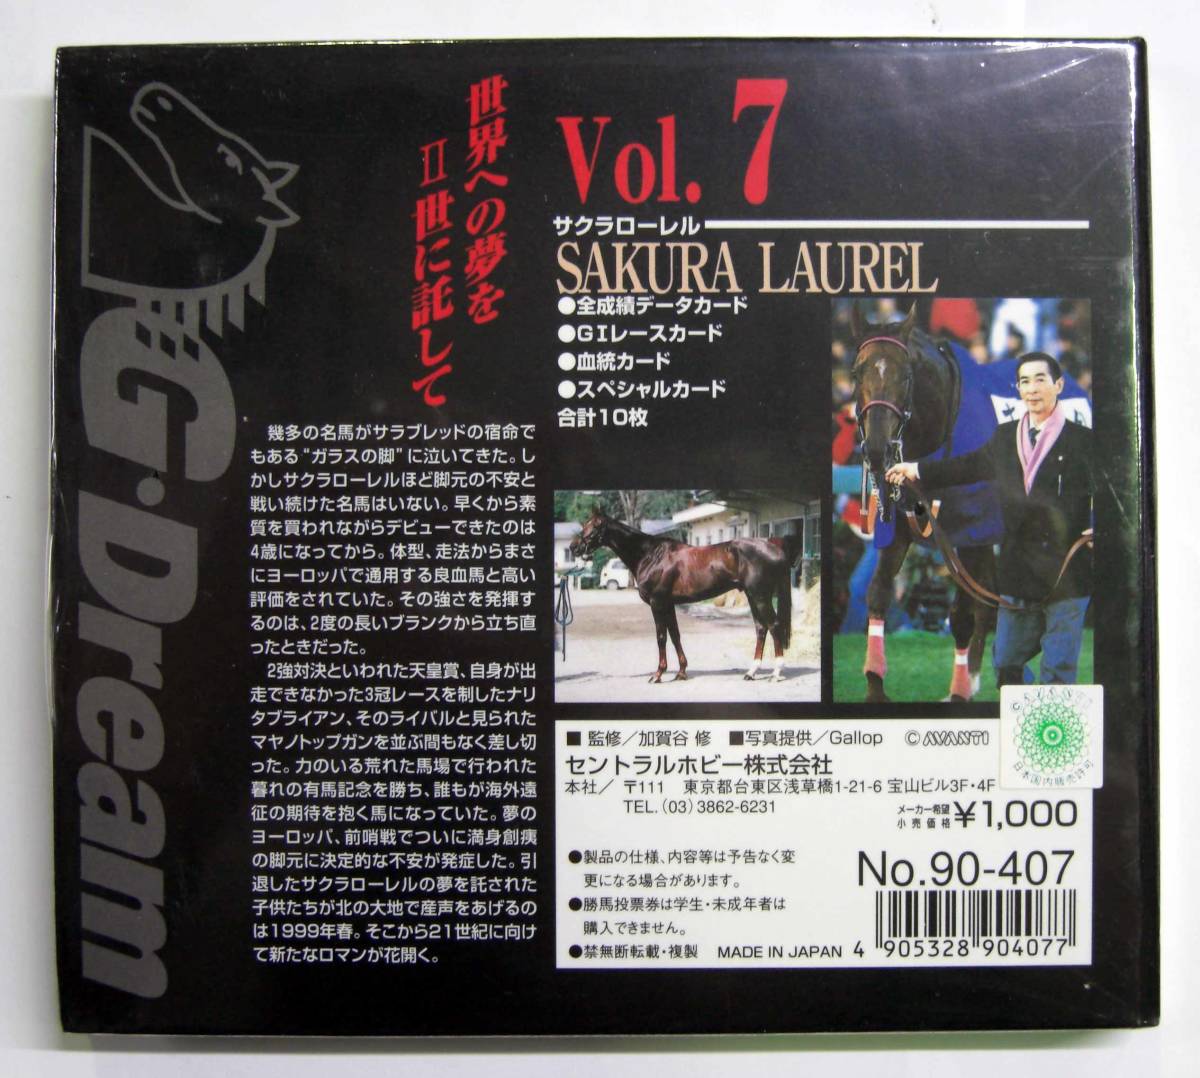 G·Dream
世界への夢を
Ⅱ世に託して
Vol. 7
サクラローレル
SAKURA LAUREL
●全成績データカード
●GⅠレースカード
●血統カード
●スペシャルカード
合計10枚
幾多の名馬がサラブレッドの宿命で
もある“ガラスの脚”に泣いてきた。し
かしサクラローレルほど脚元の不安と
戦い続けた名馬はいない。早くから素
質を買われながらデビューできたのは
4歳になってから。体型、走法からまさ
にヨーロッパで通用する良血馬と高い
評価をされていた。その強さを発揮す
るのは、2度の長いブランクから立ち直
ったときだった。
2強対決といわれた天皇賞、自身が出
走できなかった3冠レースを制したナリ
タブライアン、そのライバルと見られた
マヤノトップガンを並ぶ間もなく差し切
った。力のいる荒れた馬場で行われた
暮れの有馬記念を勝ち、誰もが海外遠
征の期待を抱く馬になっていた。夢の
ヨーロッパ、前哨戦でついに満身創痍
の脚元に決定的な不安が発症した。引
退したサクラローレルの夢を託された
子供たちが北の大地で産声をあげるの
は1999年春。そこから21世紀に向け
て新たなロマンが花開く。
■ 監修／加賀谷 修 ■写真提供／Gallop © AVANTI
セントラルホビー株式会社
本社／ 〒111 東京都台東区浅草橋1-21-6 宝山ビル3F・4F
TEL. (03) 3862-6231
メーカー希望
小売価格 ¥1,000
日本国内販売許可
●製品の仕様、内容等は予告なく変
更になる場合があります。
●勝馬投票券は学生・未成年者は
購入できません。
●禁無断転載・複製 MADE IN JAPAN
No.90-407
4 905328 904077